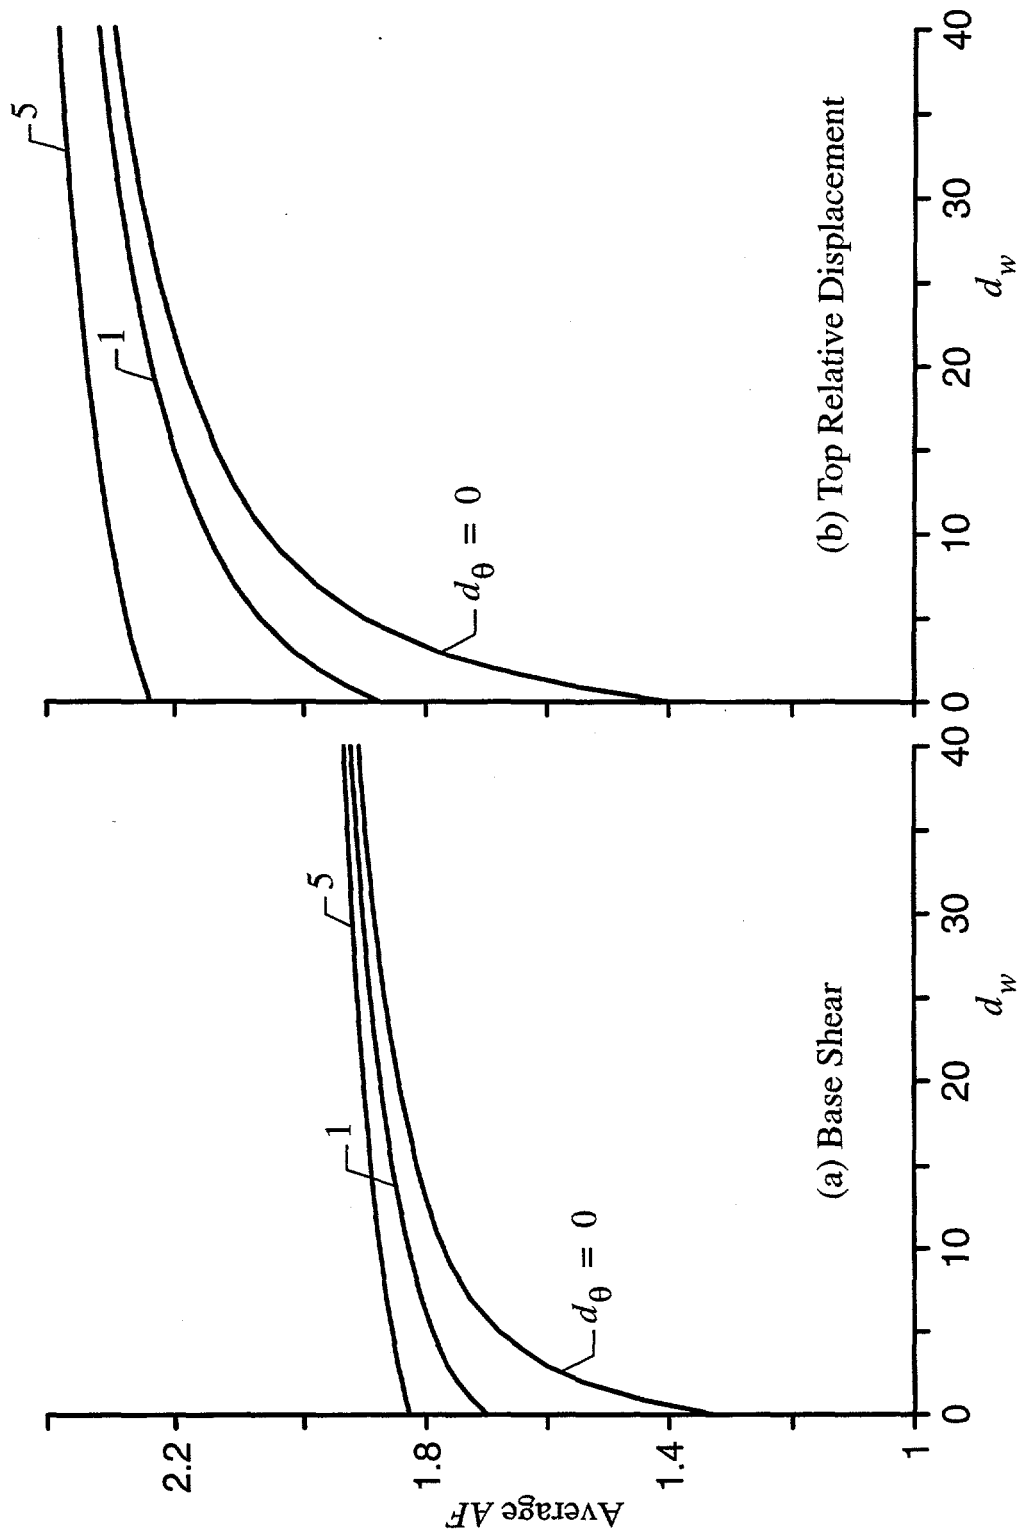 Average AF
2.2
1.8
1.4
1
5
1
d_θ = 0
(a) Base Shear
0 10 20 30 40
d_w
5
1
d_θ = 0
(b) Top Relative Displacement
0 10 20 30 40
d_w